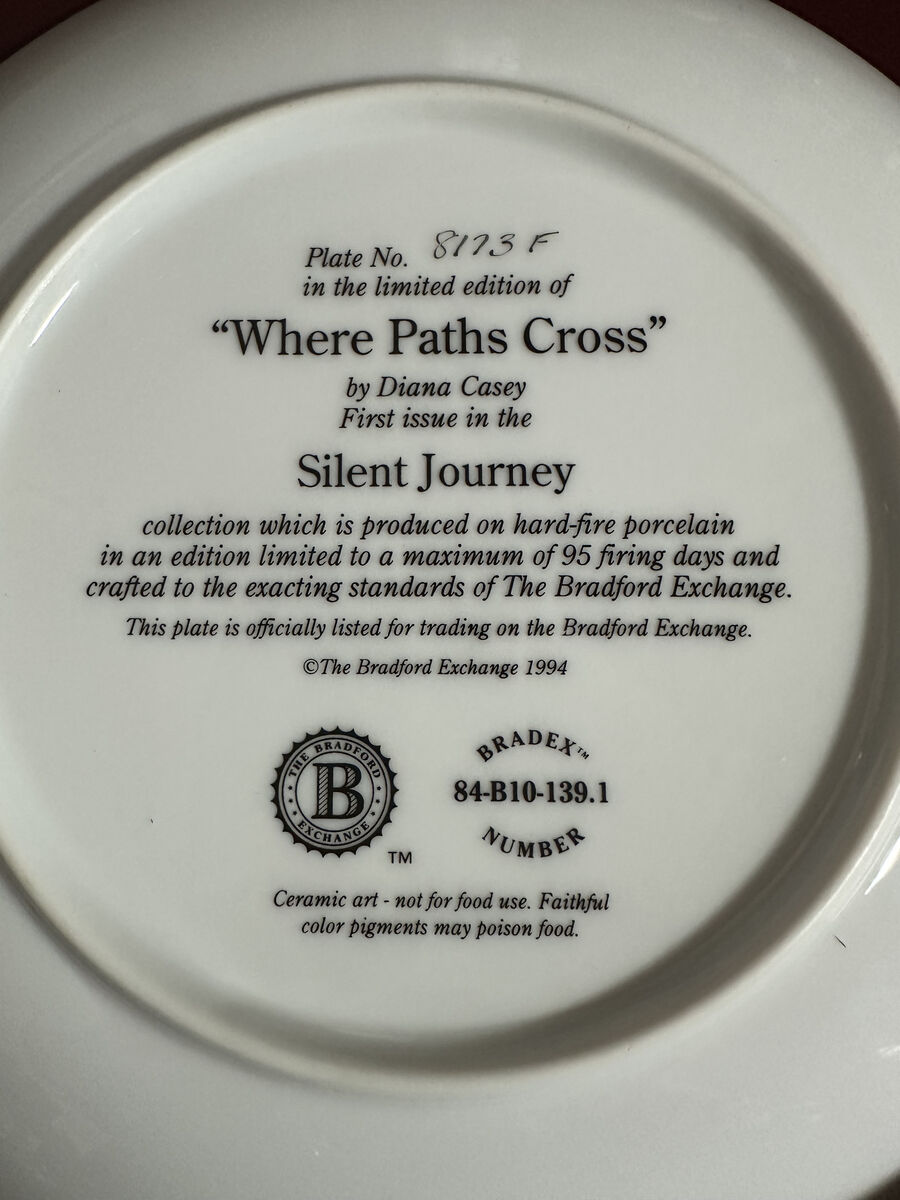 Plate No. 8173 F
in the limited edition of
“Where Paths Cross”
by Diana Casey
First issue in the
Silent Journey
collection which is produced on hard-fire porcelain
in an edition limited to a maximum of 95 firing days and
crafted to the exacting standards of The Bradford Exchange.
This plate is officially listed for trading on the Bradford Exchange.
©The Bradford Exchange 1994
THE BRADFORD
B
EXCHANGE
TM
BRADEX™
84-B10-139.1
NUMBER
Ceramic art - not for food use. Faithful
color pigments may poison food.